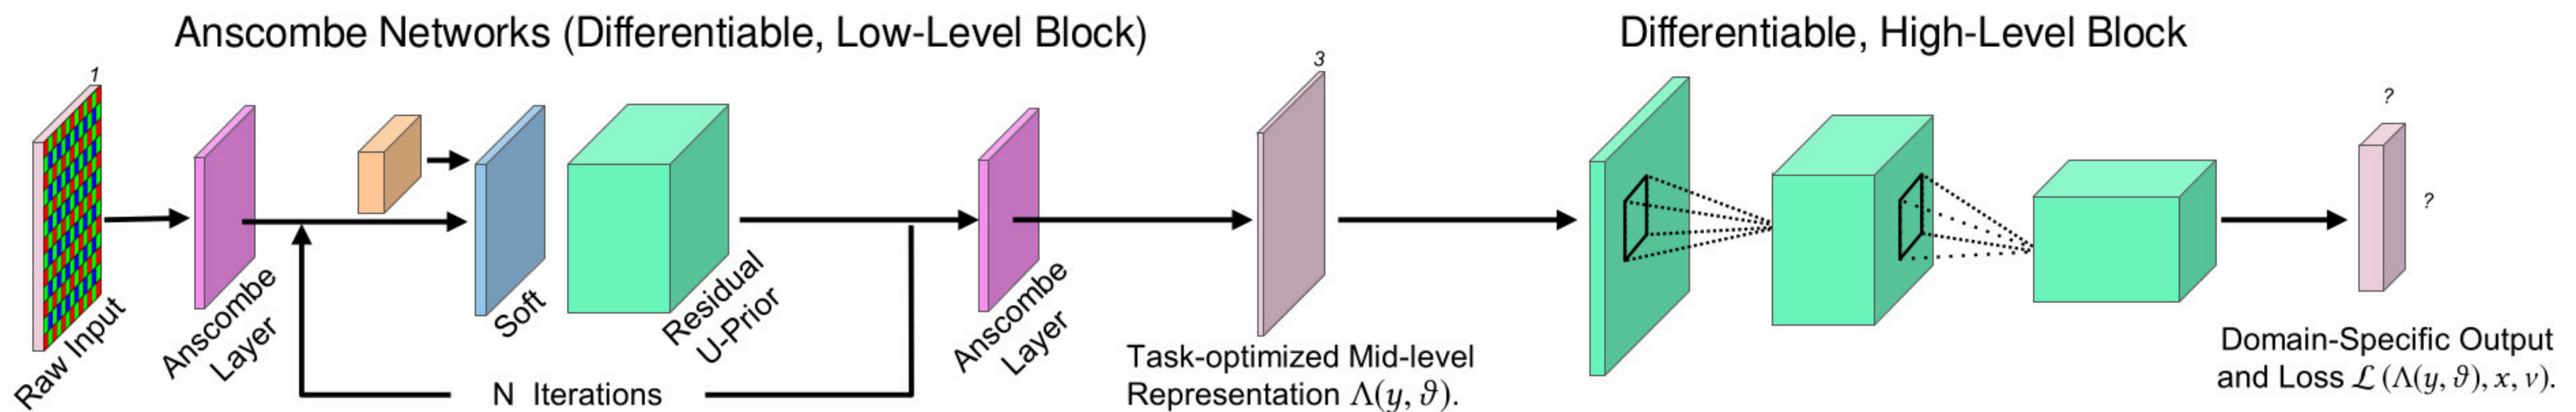 Anscombe Networks (Differentiable, Low-Level Block)
Differentiable, High-Level Block
1
Raw Input
Anscombe
Layer
Soft
Residual
U-Prior
N Iterations
Anscombe
Layer
3
Task-optimized Mid-level
Representation Λ(y, ϑ).
?
?
Domain-Specific Output
and Loss ℒ (Λ(y, ϑ), x, ν).